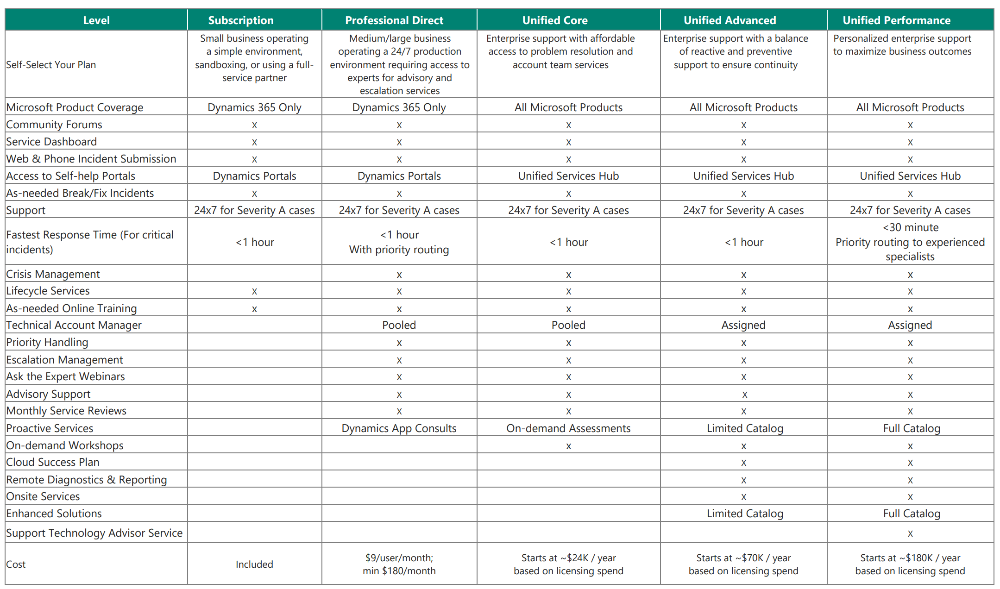 Level Subscription Professional Direct Unified Core Unified Advanced Unified Performance
Self-Select Your Plan
Small business operating
a simple environment,
sandboxing, or using a full-
service partner
Medium/large business
operating a 24/7 production
environment requiring access to
experts for advisory and
escalation services
Enterprise support with affordable
access to problem resolution and
account team services
Enterprise support with a balance
of reactive and preventive
support to ensure continuity
Personalized enterprise support
to maximize business outcomes
Microsoft Product Coverage Dynamics 365 Only Dynamics 365 Only All Microsoft Products All Microsoft Products All Microsoft Products
Community Forums x x x x x
Service Dashboard x x x x x
Web & Phone Incident Submission x x x x x
Access to Self-help Portals Dynamics Portals Dynamics Portals Unified Services Hub Unified Services Hub Unified Services Hub
As-needed Break/Fix Incidents x x x x x
Support 24x7 for Severity A cases 24x7 for Severity A cases 24x7 for Severity A cases 24x7 for Severity A cases 24x7 for Severity A cases
Fastest Response Time (For critical
incidents)
<1 hour
<1 hour
With priority routing
<1 hour
<1 hour
<30 minute
Priority routing to experienced
specialists
Crisis Management x x x x
Lifecycle Services x x x x x
As-needed Online Training x x x x x
Technical Account Manager Pooled Pooled Assigned Assigned
Priority Handling x x x x
Escalation Management x x x x
Ask the Expert Webinars x x x x
Advisory Support x x x x
Monthly Service Reviews x x x x
Proactive Services Dynamics App Consults On-demand Assessments Limited Catalog Full Catalog
On-demand Workshops x x x
Cloud Success Plan x x
Remote Diagnostics & Reporting x x
Onsite Services x x
Enhanced Solutions Limited Catalog Full Catalog
Support Technology Advisor Service x
Cost
Included
$9/user/month;
min $180/month
Starts at ~$24K / year
based on licensing spend
Starts at ~$70K / year
based on licensing spend
Starts at ~$180K / year
based on licensing spend